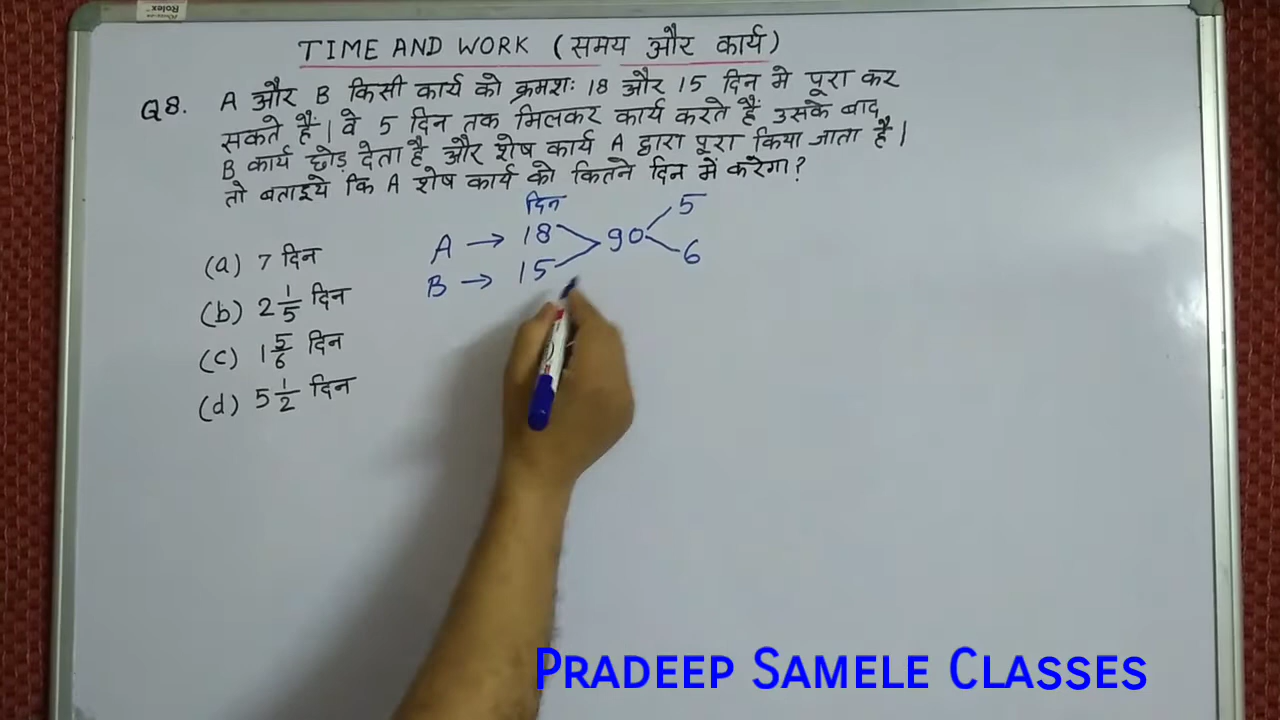 Rolex
TIME AND WORK (समय और कार्य)
Q8. A और B किसी कार्य को क्रमशः 18 और 15 दिन मे पूरा कर
सकते हैं। वे 5 दिन तक मिलकर कार्य करते हैं उसके बाद
B कार्य छोड़ देता है और शेष कार्य A द्वारा पूरा किया जाता है।
तो बताइये कि A शेष कार्य को कितने दिन में करेगा?
(a) 7 दिन
(b) 2 1/5 दिन
(c) 1 5/6 दिन
(d) 5 1/2 दिन
दिन
A → 18 90 5
B → 15 6
PRADEEP SAMELE CLASSES